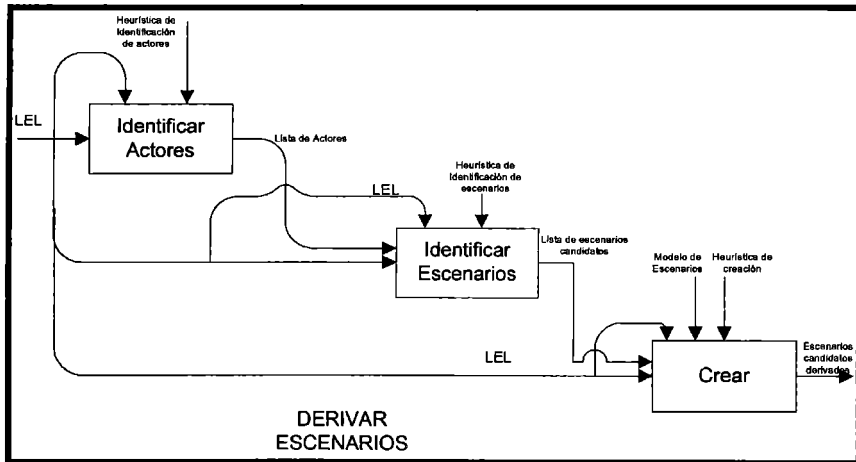 Heurística de
Identificación
de actores
LEL
Identificar
Actores
Lista de Actores
Heurística de
Identificación de
escenarios
LEL
Identificar
Escenarios
Lista de escenarios
candidatos
Modelo de
Escenarios
Heurística de
creación
LEL
Crear
Escenarios
candidatos
derivados
DERIVAR
ESCENARIOS